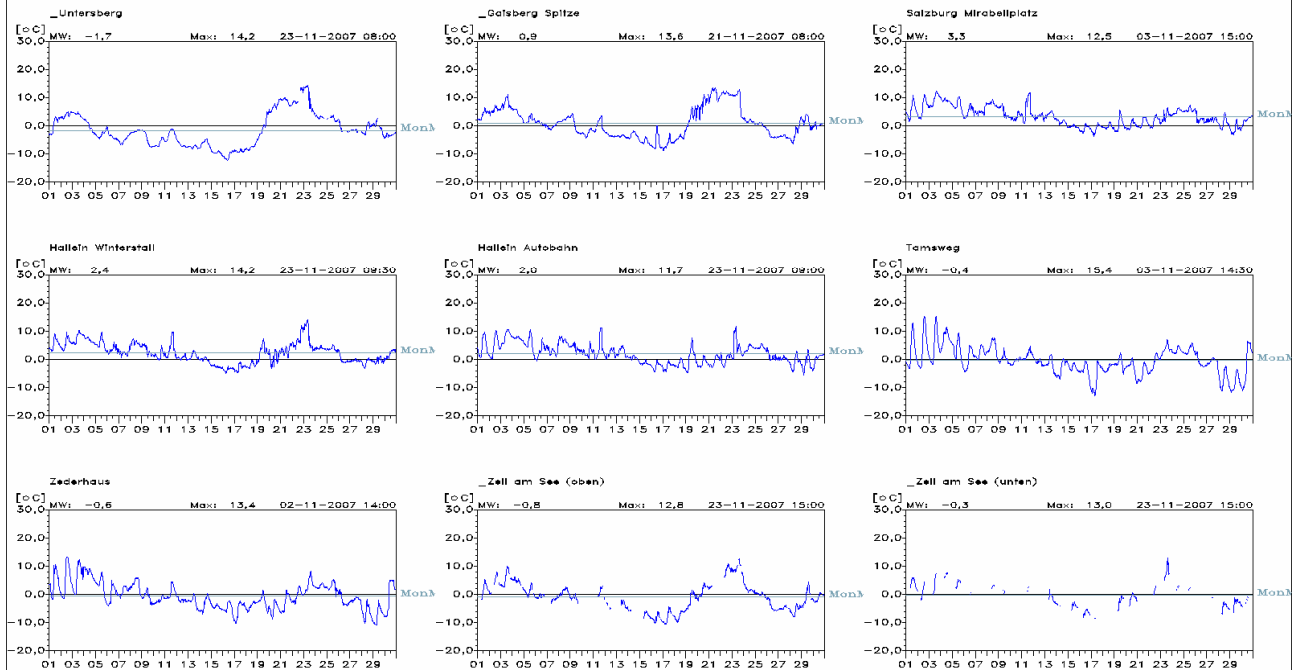 _Untersberg _Gaisberg Spitze Salzburg Mirabellplatz
[oC] MW: -1,7 Max: 14,2 23-11-2007 08:00 [oC] MW: 0,9 Max: 13,6 21-11-2007 08:00 [oC] MW: 3,3 Max: 12,5 03-11-2007 15:00
30,0 30,0 30,0
20,0 20,0 20,0
10,0 10,0 10,0
0,0 MonM 0,0 MonM 0,0 MonM
-10,0 -10,0 -10,0
-20,0 -20,0 -20,0
01 03 05 07 09 11 13 15 17 19 21 23 25 27 29 01 03 05 07 09 11 13 15 17 19 21 23 25 27 29 01 03 05 07 09 11 13 15 17 19 21 23 25 27 29
Hallein Winterstall Hallein Autobahn Tamsweg
[oC] MW: 2,4 Max: 14,2 23-11-2007 08:30 [oC] MW: 2,0 Max: 11,7 23-11-2007 09:00 [oC] MW: -0,4 Max: 15,4 03-11-2007 14:30
30,0 30,0 30,0
20,0 20,0 20,0
10,0 10,0 10,0
0,0 MonM 0,0 MonM 0,0 MonM
-10,0 -10,0 -10,0
-20,0 -20,0 -20,0
01 03 05 07 09 11 13 15 17 19 21 23 25 27 29 01 03 05 07 09 11 13 15 17 19 21 23 25 27 29 01 03 05 07 09 11 13 15 17 19 21 23 25 27 29
Zederhaus _Zell am See (oben) _Zell am See (unten)
[oC] MW: -0,6 Max: 13,4 02-11-2007 14:00 [oC] MW: -0,8 Max: 12,8 23-11-2007 15:00 [oC] MW: -0,3 Max: 13,0 23-11-2007 15:00
30,0 30,0 30,0
20,0 20,0 20,0
10,0 10,0 10,0
0,0 MonM 0,0 MonM 0,0 MonM
-10,0 -10,0 -10,0
-20,0 -20,0 -20,0
01 03 05 07 09 11 13 15 17 19 21 23 25 27 29 01 03 05 07 09 11 13 15 17 19 21 23 25 27 29 01 03 05 07 09 11 13 15 17 19 21 23 25 27 29